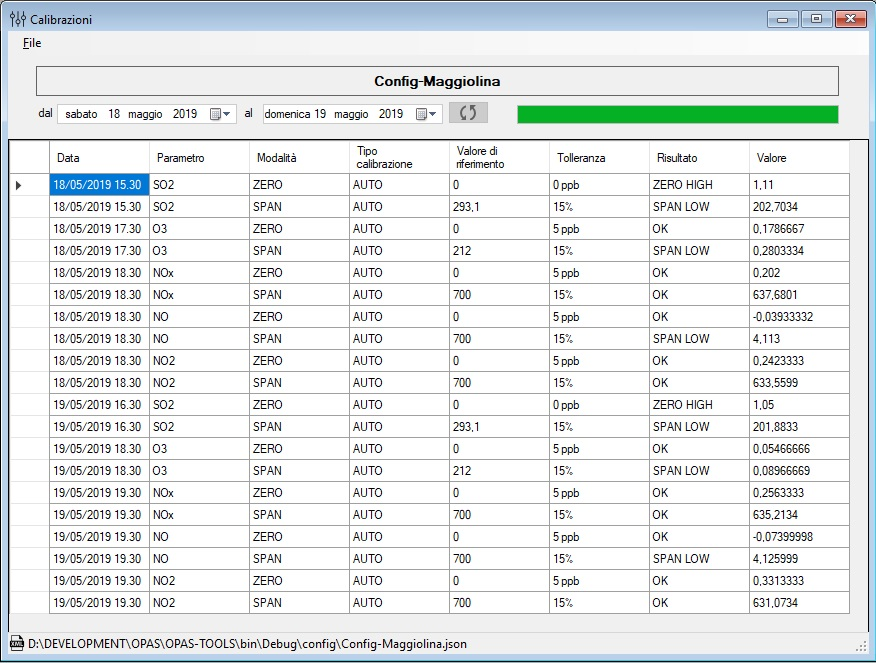 Calibrazioni
File
Config-Maggiolina
dal sabato 18 maggio 2019 al domenica 19 maggio 2019
Data Parametro Modalità Tipo calibrazione Valore di riferimento Tolleranza Risultato Valore
18/05/2019 15.30 SO2 ZERO AUTO 0 0 ppb ZERO HIGH 1,11
18/05/2019 15.30 SO2 SPAN AUTO 293,1 15% SPAN LOW 202,7034
18/05/2019 17.30 O3 ZERO AUTO 0 5 ppb OK 0,1786667
18/05/2019 17.30 O3 SPAN AUTO 212 15% SPAN LOW 0,2803334
18/05/2019 18.30 NOx ZERO AUTO 0 5 ppb OK 0,202
18/05/2019 18.30 NOx SPAN AUTO 700 15% OK 637,6801
18/05/2019 18.30 NO ZERO AUTO 0 5 ppb OK -0,03933332
18/05/2019 18.30 NO SPAN AUTO 700 15% SPAN LOW 4,113
18/05/2019 18.30 NO2 ZERO AUTO 0 5 ppb OK 0,2423333
18/05/2019 18.30 NO2 SPAN AUTO 700 15% OK 633,5599
19/05/2019 16.30 SO2 ZERO AUTO 0 0 ppb ZERO HIGH 1,05
19/05/2019 16.30 SO2 SPAN AUTO 293,1 15% SPAN LOW 201,8833
19/05/2019 18.30 O3 ZERO AUTO 0 5 ppb OK 0,05466666
19/05/2019 18.30 O3 SPAN AUTO 212 15% SPAN LOW 0,08966669
19/05/2019 19.30 NOx ZERO AUTO 0 5 ppb OK 0,2563333
19/05/2019 19.30 NOx SPAN AUTO 700 15% OK 635,2134
19/05/2019 19.30 NO ZERO AUTO 0 5 ppb OK -0,07399998
19/05/2019 19.30 NO SPAN AUTO 700 15% SPAN LOW 4,125999
19/05/2019 19.30 NO2 ZERO AUTO 0 5 ppb OK 0,3313333
19/05/2019 19.30 NO2 SPAN AUTO 700 15% OK 631,0734
D:\DEVELOPMENT\OPAS\OPAS-TOOLS\bin\Debug\config\Config-Maggiolina.json